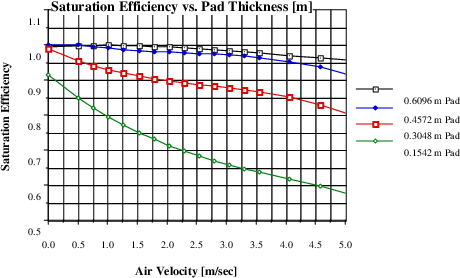 Saturation Efficiency vs. Pad Thickness [m]
1.1
1.0
0.9
0.8
0.7
0.6
0.5
Saturation Efficiency
0.0 0.5 1.0 1.5 2.0 2.5 3.0 3.5 4.0 4.5 5.0
Air Velocity [m/sec]
0.6096 m Pad
0.4572 m Pad
0.3048 m Pad
0.1542 m Pad